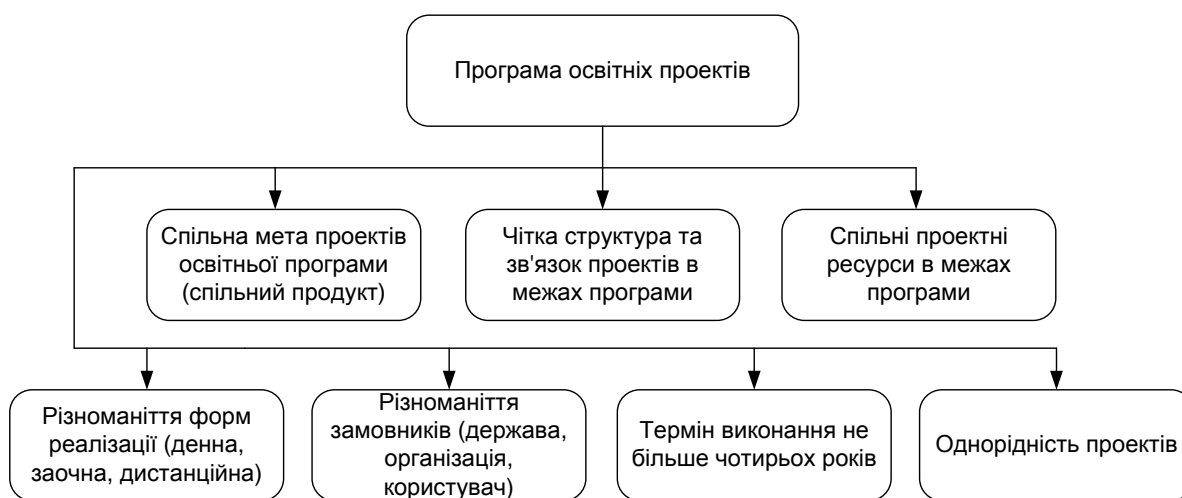 Програма освітніх проектів
Спільна мета проектів
освітньої програми
(спільний продукт)
Чітка структура та
зв'язок проектів в
межах програми
Спільні проектні
ресурси в межах
програми
Різноманіття форм
реалізації (денна,
заочна, дистанційна)
Різноманіття
замовників (держава,
організація,
користувач)
Термін виконання не
більше чотирьох років
Однорідність проектів